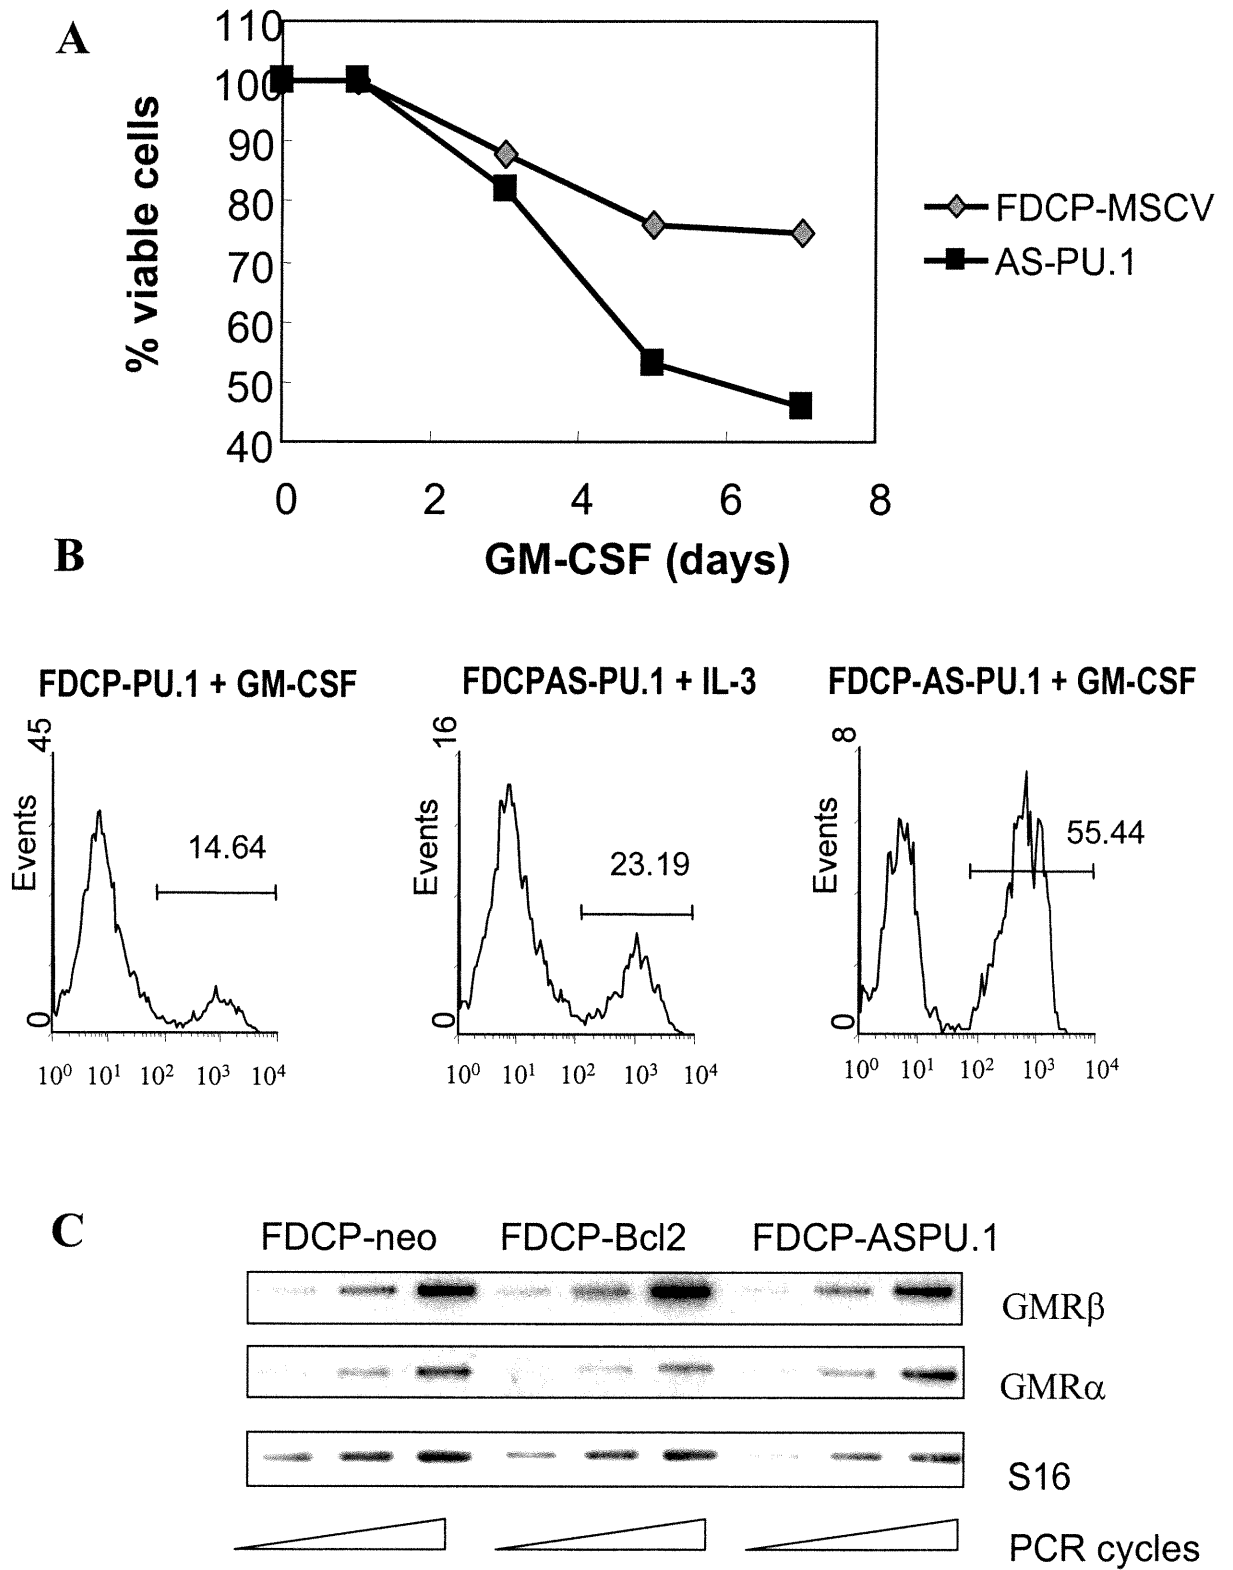 A
110
100
90
80
70
60
50
40
% viable cells
0 2 4 6 8
GM-CSF (days)
FDCP-MSCV
AS-PU.1
B
FDCP-PU.1 + GM-CSF
45
Events
0
14.64
10⁰ 10¹ 10² 10³ 10⁴
FDCPAS-PU.1 + IL-3
16
Events
0
23.19
10⁰ 10¹ 10² 10³ 10⁴
FDCP-AS-PU.1 + GM-CSF
8
Events
0
55.44
10⁰ 10¹ 10² 10³ 10⁴
C
FDCP-neo FDCP-Bcl2 FDCP-ASPU.1
GMRβ
GMRα
S16
PCR cycles